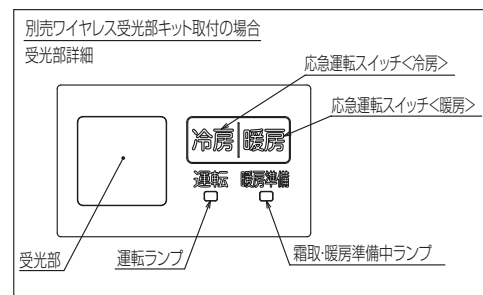 別売ワイヤレス受光部キット取付の場合
受光部詳細
応急運転スイッチ<冷房>
応急運転スイッチ<暖房>
冷房 暖房
運転 暖房準備
受光部
運転ランプ
霜取·暖房準備中ランプ